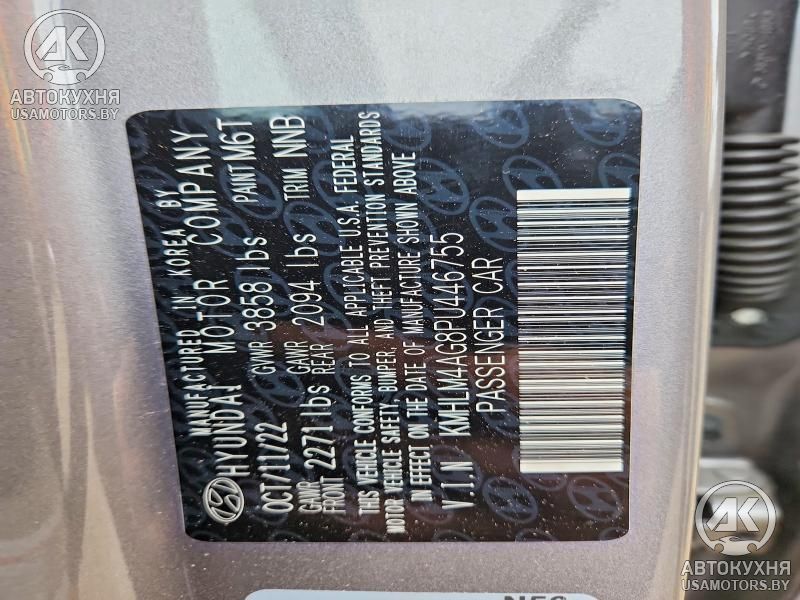 AK
АВТОКУХНЯ
USAMOTORS.BY
MANUFACTURED IN KOREA BY
HYUNDAI MOTOR COMPANY
OCT/11/22 GVWR 3858 lbs PAINT M6T
GAWR FRONT 2271 lbs GAWR REAR 2094 lbs TRIM NNB
THIS VEHICLE CONFORMS TO ALL APPLICABLE U.S.A. FEDERAL
MOTOR VEHICLE SAFETY, BUMPER, AND THEFT PREVENTION STANDARDS
IN EFFECT ON THE DATE OF MANUFACTURE SHOWN ABOVE
V.I.N KMHLM4AG8PU446755
PASSENGER CAR
AK
АВТОКУХНЯ
USAMOTORS.BY